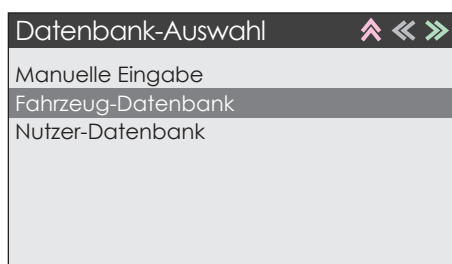 Datenbank-Auswahl
Manuelle Eingabe
Fahrzeug-Datenbank
Nutzer-Datenbank